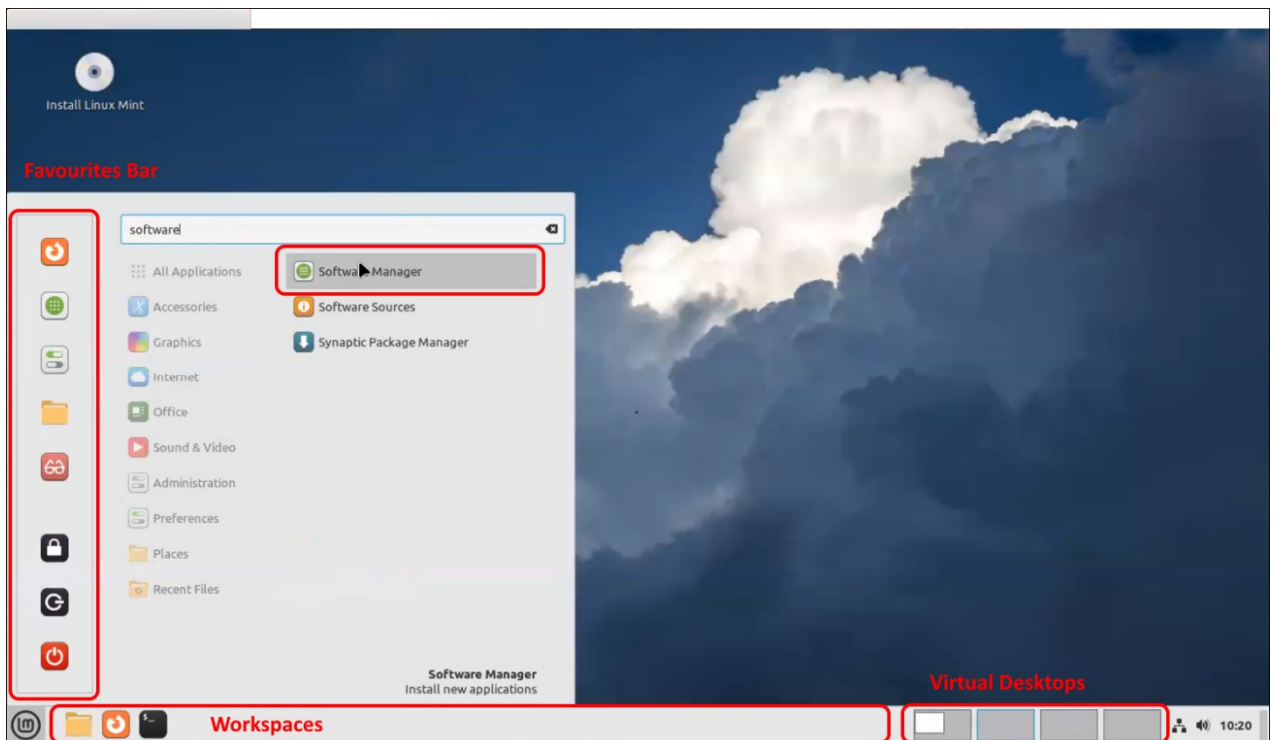 Install Linux Mint
Favourites Bar
software
All Applications
Software Manager
Accessories
Software Sources
Graphics
Synaptic Package Manager
Internet
Office
Sound & Video
Administration
Preferences
Places
Recent Files
Software Manager
Install new applications
Virtual Desktops
Workspaces
10:20